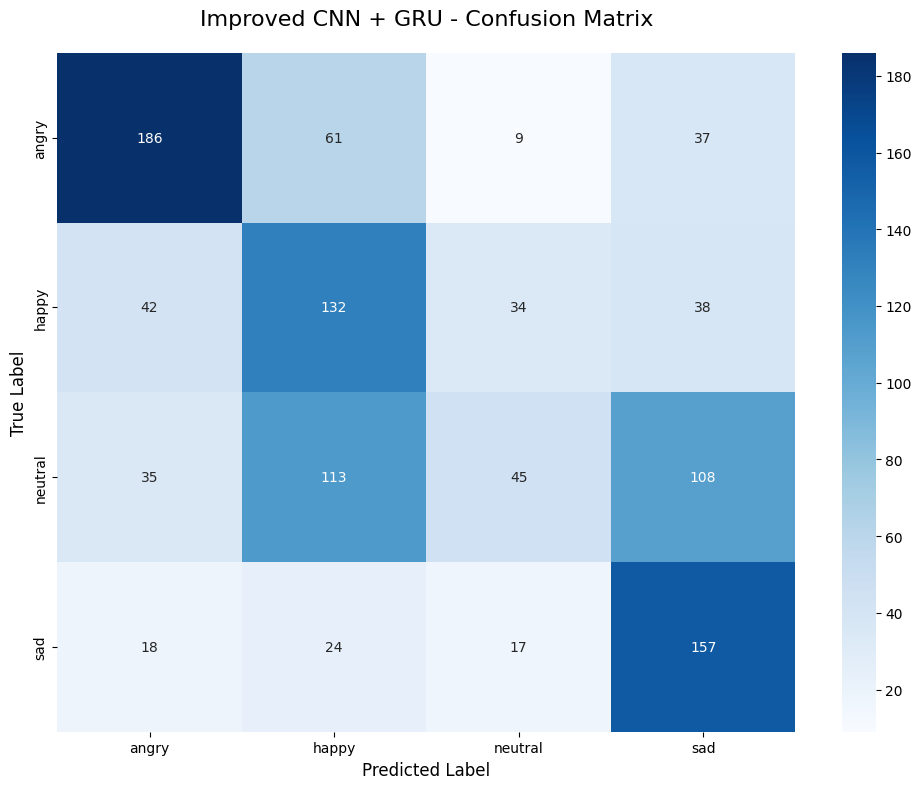 Improved CNN + GRU - Confusion Matrix
True Label
angry
186 61 9 37
happy
42 132 34 38
neutral
35 113 45 108
sad
18 24 17 157
angry happy neutral sad
Predicted Label
180
160
140
120
100
80
60
40
20